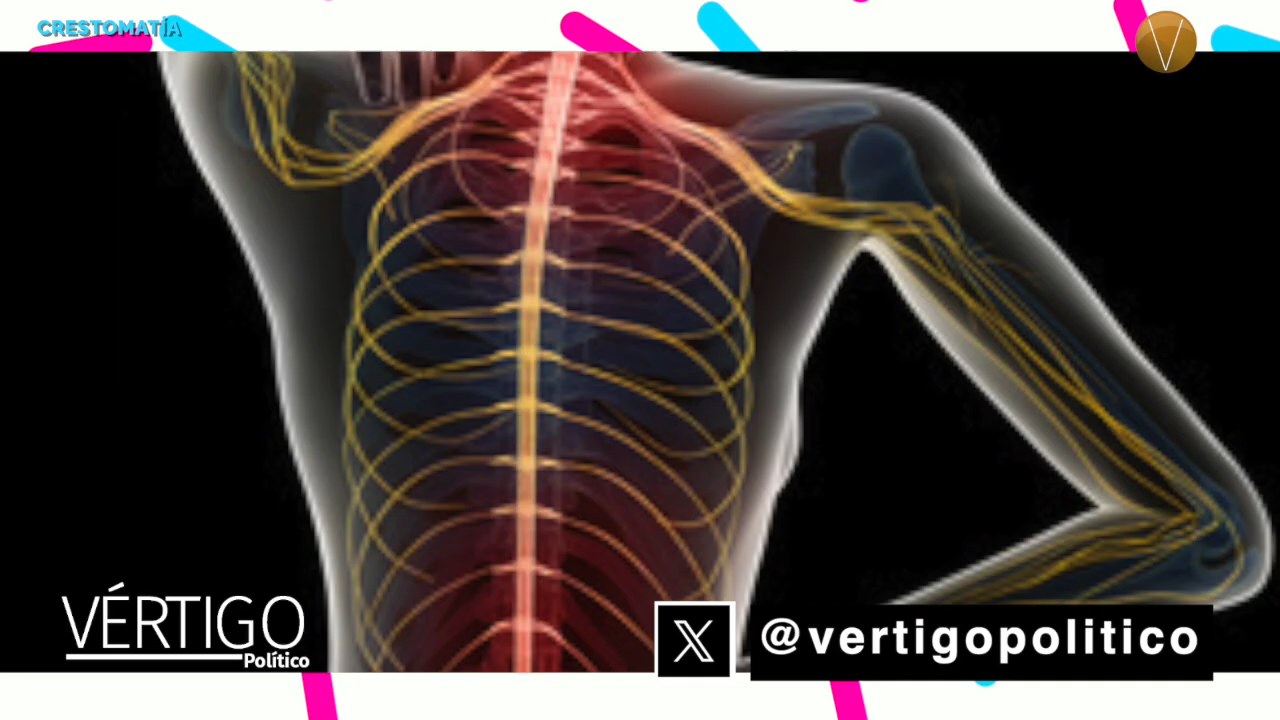 CRESTOMATÍA
V
VÉRTIGO
Político
X @vertigopolitico